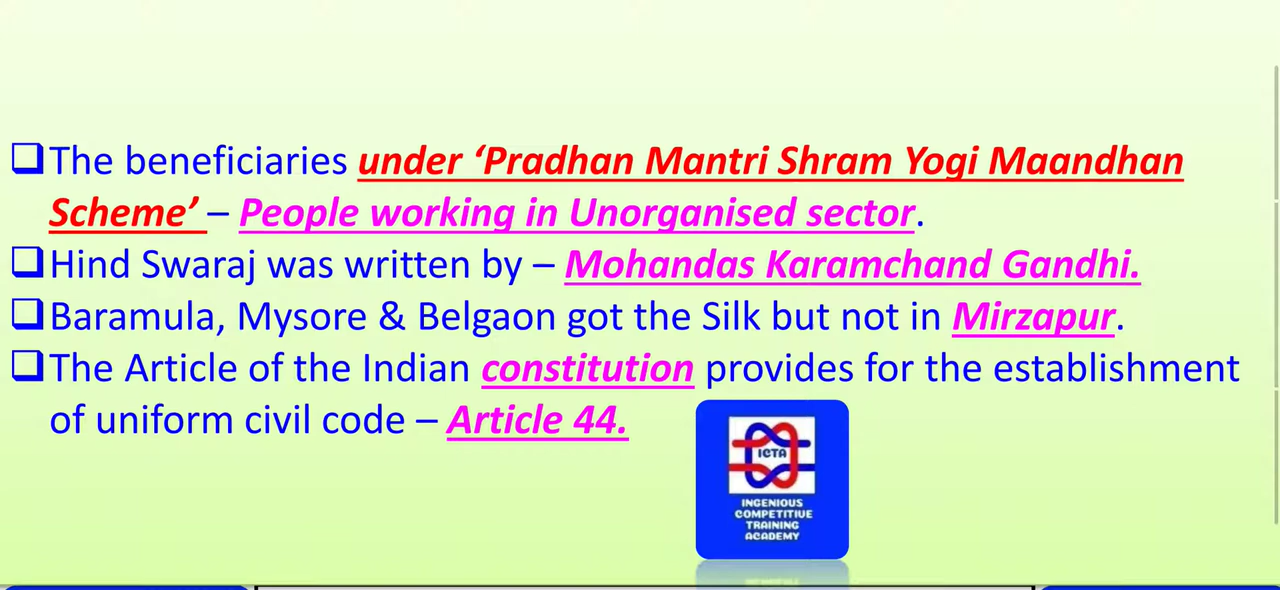 ❑The beneficiaries under ‘Pradhan Mantri Shram Yogi Maandhan
Scheme’ – People working in Unorganised sector.
❑Hind Swaraj was written by – Mohandas Karamchand Gandhi.
❑Baramula, Mysore & Belgaon got the Silk but not in Mirzapur.
❑The Article of the Indian constitution provides for the establishment
of uniform civil code – Article 44.
ICTA
INGENIOUS
COMPETITIVE
TRAINING
ACADEMY